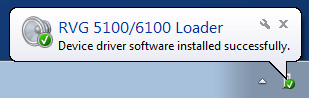 RVG 5100/6100 Loader
Device driver software installed successfully.